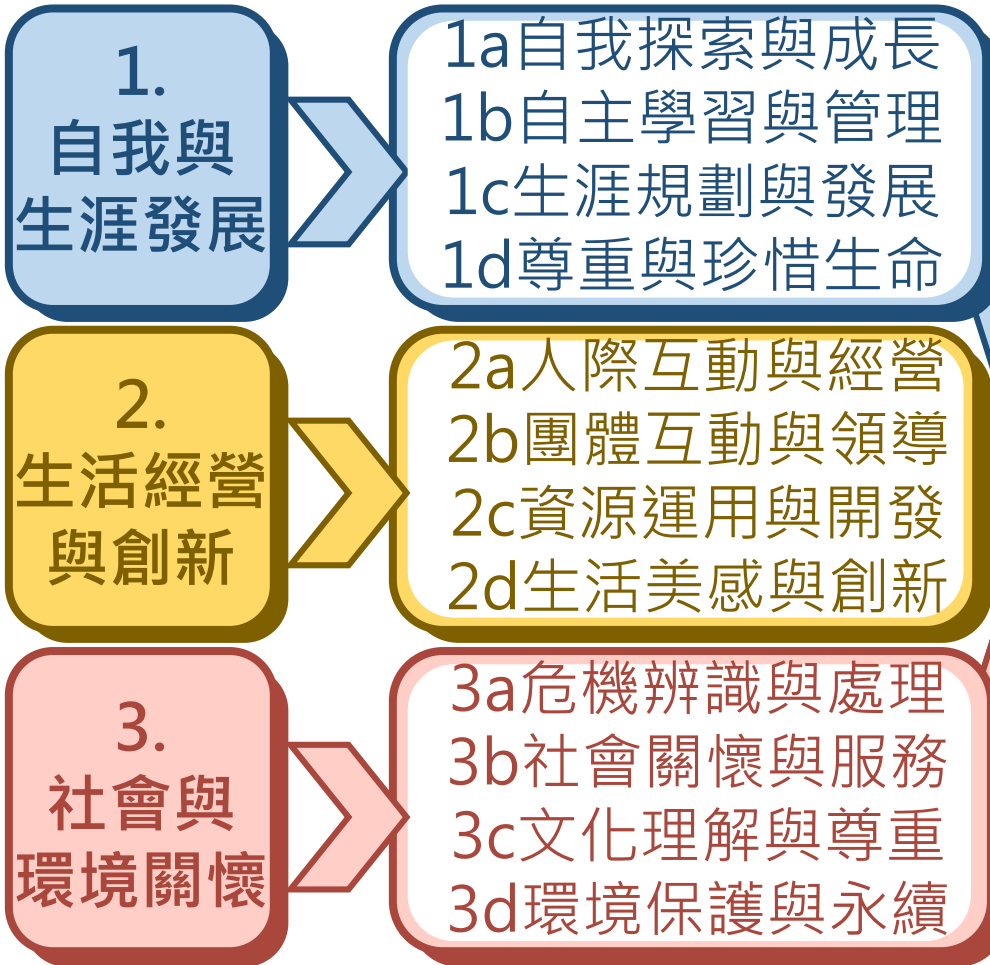 1.
自我與
生涯發展
1a自我探索與成長
1b自主學習與管理
1c生涯規劃與發展
1d尊重與珍惜生命
2.
生活經營
與創新
2a人際互動與經營
2b團體互動與領導
2c資源運用與開發
2d生活美感與創新
3.
社會與
環境關懷
3a危機辨識與處理
3b社會關懷與服務
3c文化理解與尊重
3d環境保護與永續